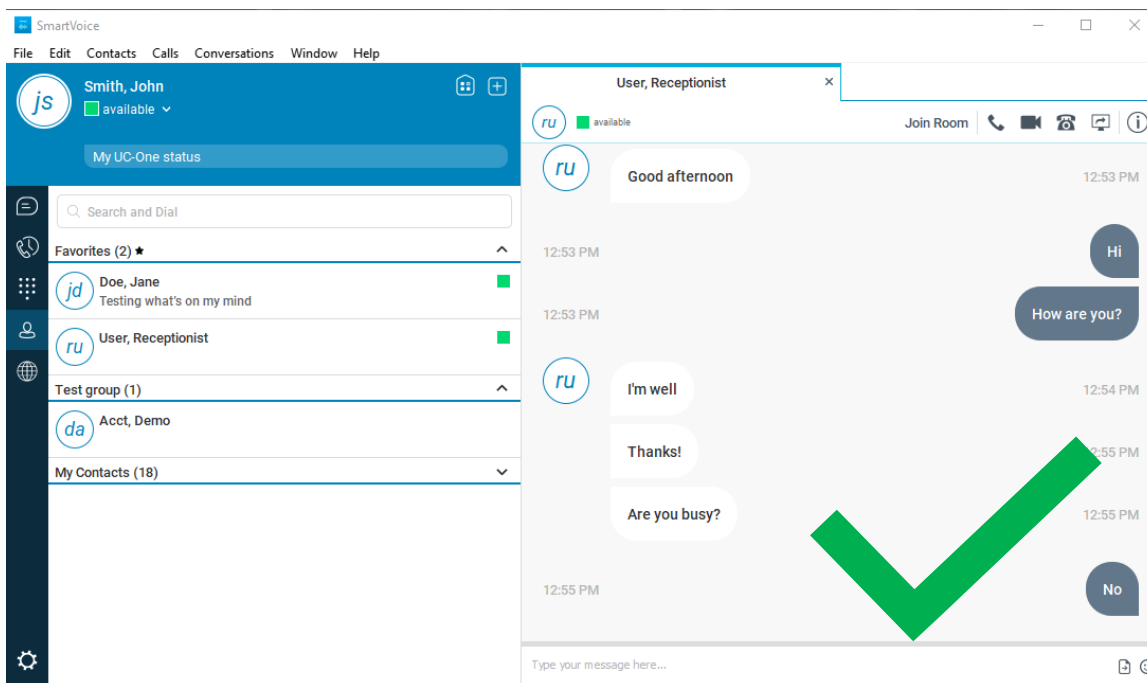 SmartVoice
File Edit Contacts Calls Conversations Window Help
js
Smith, John
available
My UC-One status
Search and Dial
Favorites (2)
jd
Doe, Jane
Testing what's on my mind
ru
User, Receptionist
Test group (1)
da
Acct, Demo
My Contacts (18)
User, Receptionist
ru
available
Join Room
ru
Good afternoon
12:53 PM
12:53 PM
Hi
12:53 PM
How are you?
ru
I'm well
12:54 PM
Thanks!
2:55 PM
Are you busy?
12:55 PM
12:55 PM
No
Type your message here...